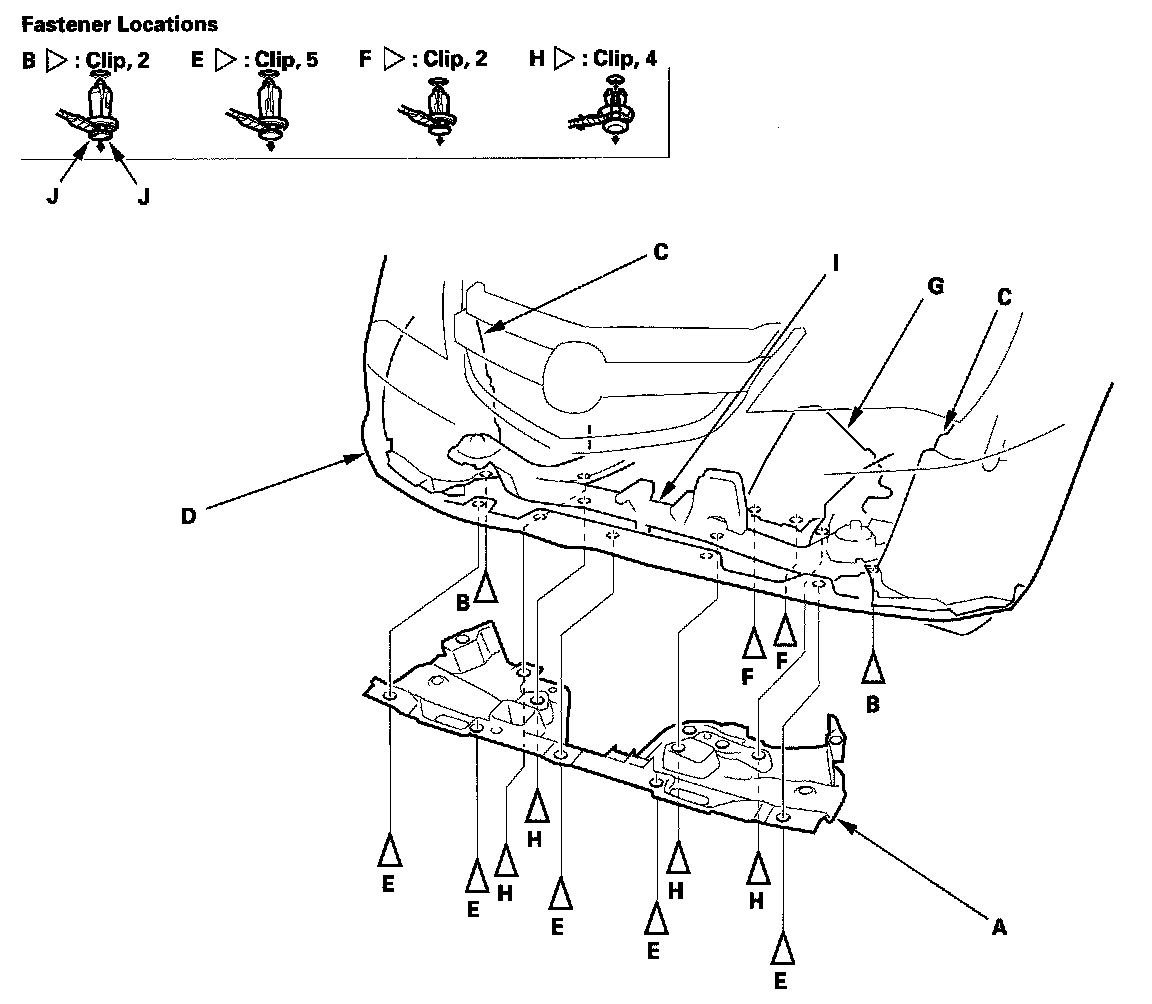 Fastener Locations
B ▷ : Clip, 2 E ▷ : Clip, 5 F ▷ : Clip, 2 H ▷ : Clip, 4
J J
C
I
G
C
D
B
F
F
B
H
E
E
H
E
E
H
H
E
A